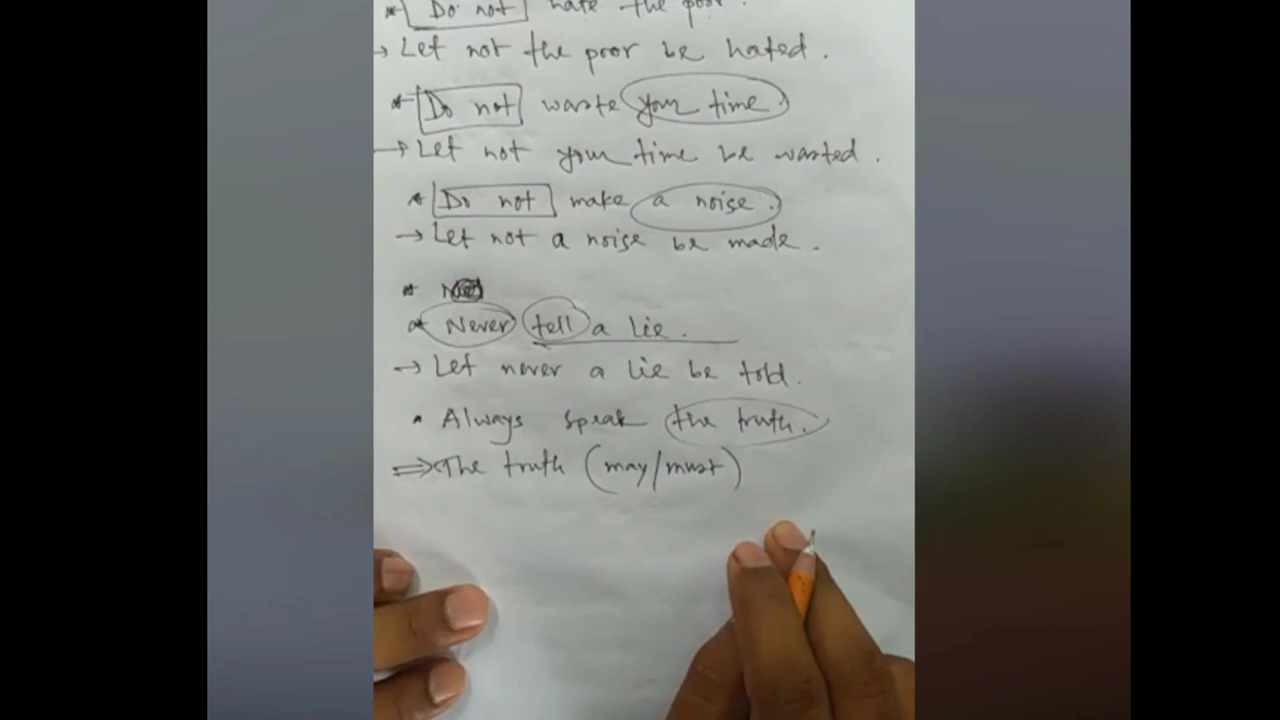 * Do not hate the poor.
→ Let not the poor be hated.
* Do not waste your time.
→ Let not your time be wasted.
* Do not make a noise.
→ Let not a noise be made.
* N
* Never tell a lie.
→ Let never a lie be told.
• Always speak the truth.
⇒ The truth (may/must)